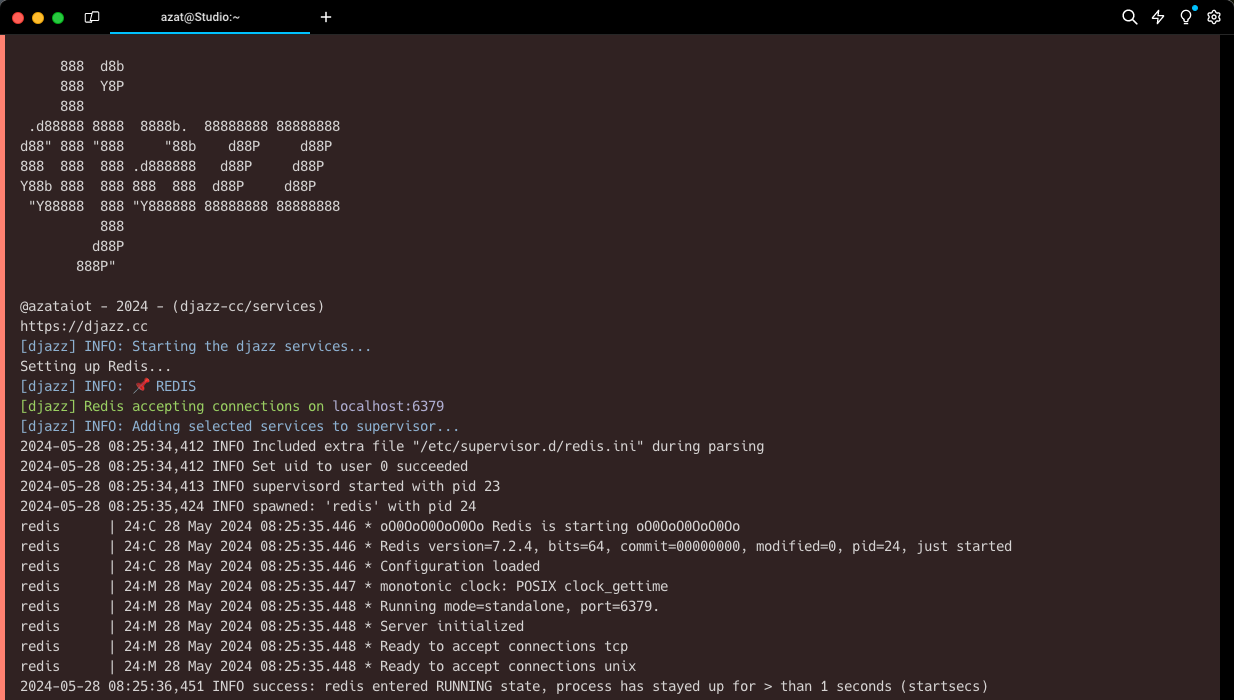 azat@Studio:~
     888  d8b
     888  Y8P
     888
 .d88888 8888  8888b.  88888888 88888888
d88" 888 "888     "88b    d88P     d88P
888  888  888 .d888888   d88P     d88P
Y88b 888  888 888  888  d88P     d88P
 "Y88888  888 "Y888888 88888888 88888888
          888
         d88P
       888P"
@azataiot - 2024 - (djazz-cc/services)
https://djazz.cc
[djazz] INFO: Starting the djazz services...
Setting up Redis...
[djazz] INFO: 📌 REDIS
[djazz] Redis accepting connections on localhost:6379
[djazz] INFO: Adding selected services to supervisor...
2024-05-28 08:25:34,412 INFO Included extra file "/etc/supervisor.d/redis.ini" during parsing
2024-05-28 08:25:34,412 INFO Set uid to user 0 succeeded
2024-05-28 08:25:34,413 INFO supervisord started with pid 23
2024-05-28 08:25:35,424 INFO spawned: 'redis' with pid 24
redis      | 24:C 28 May 2024 08:25:35.446 * oO0OoO0OoO0Oo Redis is starting oO0OoO0OoO0Oo
redis      | 24:C 28 May 2024 08:25:35.446 * Redis version=7.2.4, bits=64, commit=00000000, modified=0, pid=24, just started
redis      | 24:C 28 May 2024 08:25:35.446 * Configuration loaded
redis      | 24:M 28 May 2024 08:25:35.447 * monotonic clock: POSIX clock_gettime
redis      | 24:M 28 May 2024 08:25:35.448 * Running mode=standalone, port=6379.
redis      | 24:M 28 May 2024 08:25:35.448 * Server initialized
redis      | 24:M 28 May 2024 08:25:35.448 * Ready to accept connections tcp
redis      | 24:M 28 May 2024 08:25:35.448 * Ready to accept connections unix
2024-05-28 08:25:36,451 INFO success: redis entered RUNNING state, process has stayed up for > than 1 seconds (startsecs)